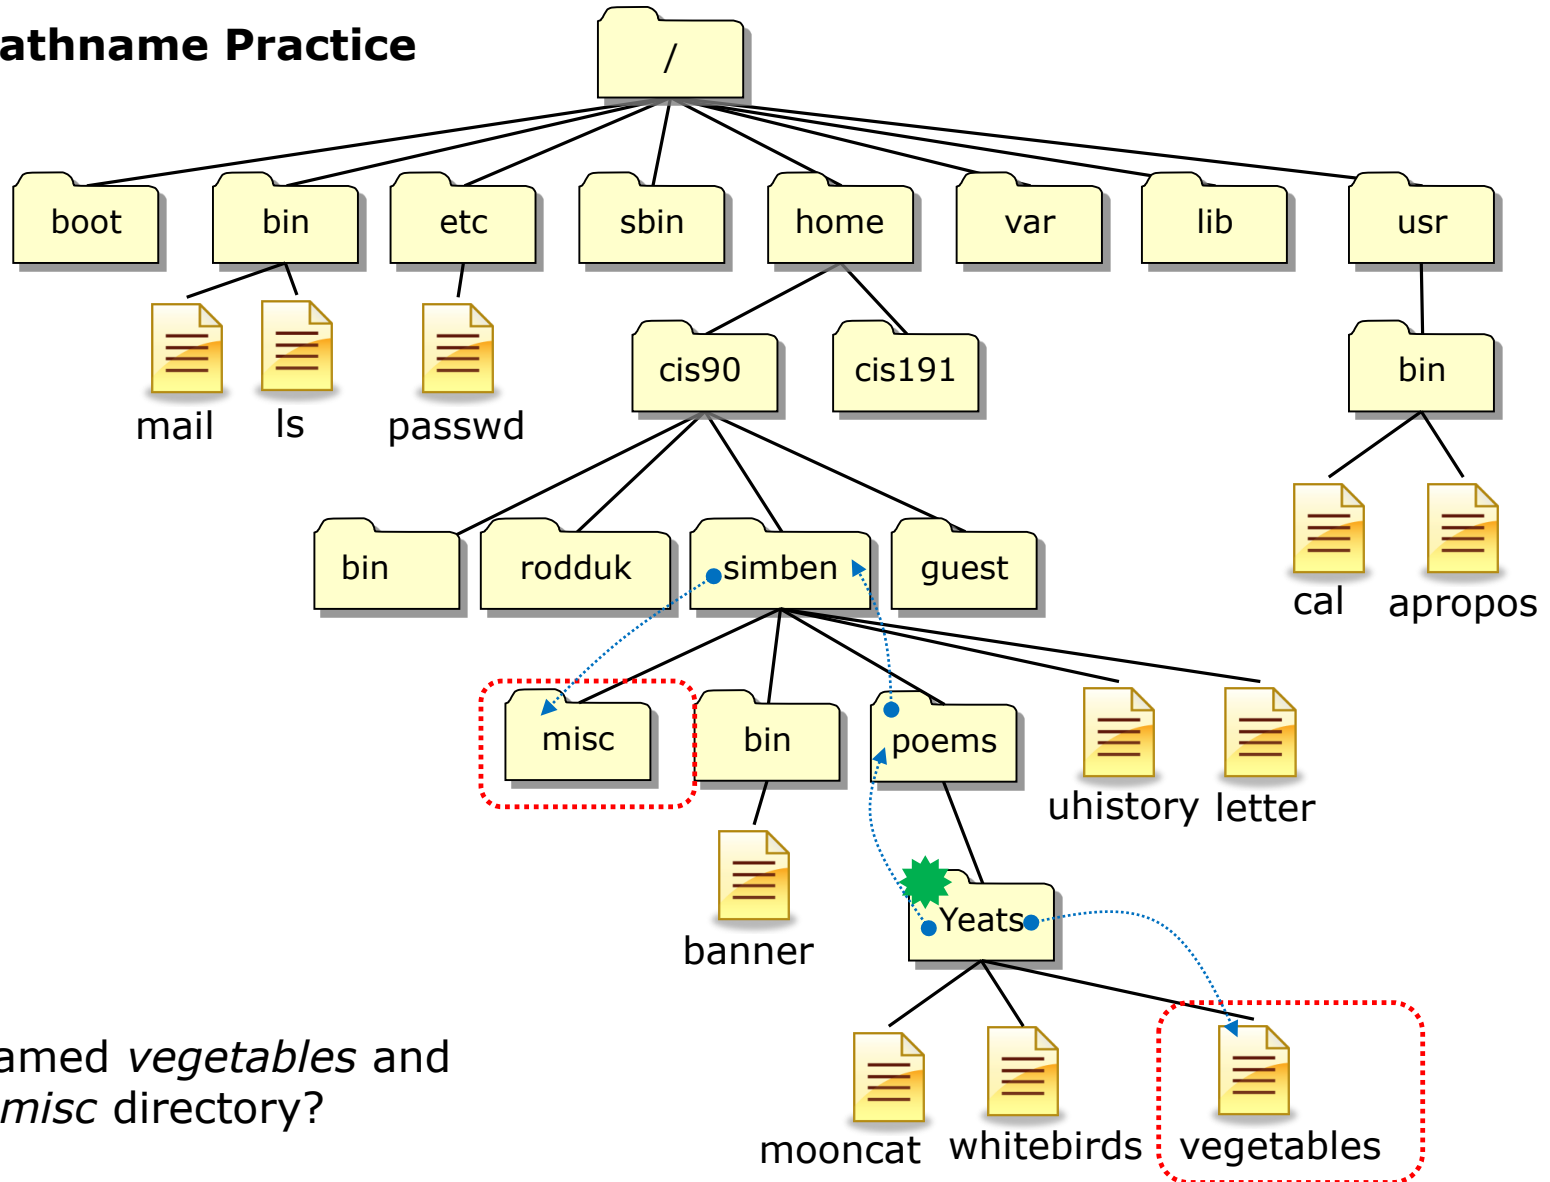 athname Practice
/
boot bin etc sbin home var lib usr
mail ls passwd
cis90 cis191 bin
cal apropos
bin rodduk simben guest
misc bin poems
uhistory letter
banner
Yeats
amed vegetables and
misc directory?
mooncat whitebirds vegetables